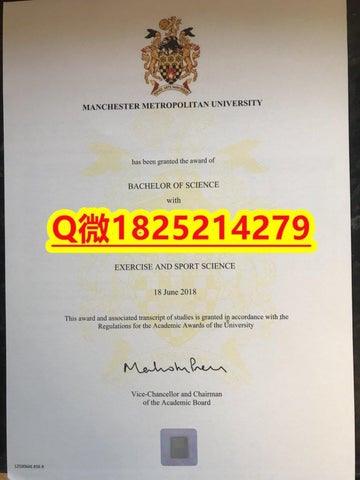 MANCHESTER METROPOLITAN UNIVERSITY
has been granted the award of
BACHELOR OF SCIENCE
with
Q微1825214279
EXERCISE AND SPORT SCIENCE
18 June 2018
This award and associated transcript of studies is granted in accordance with the
Regulations for the Academic Awards of the University
Vice-Chancellor and Chairman
of the Academic Board